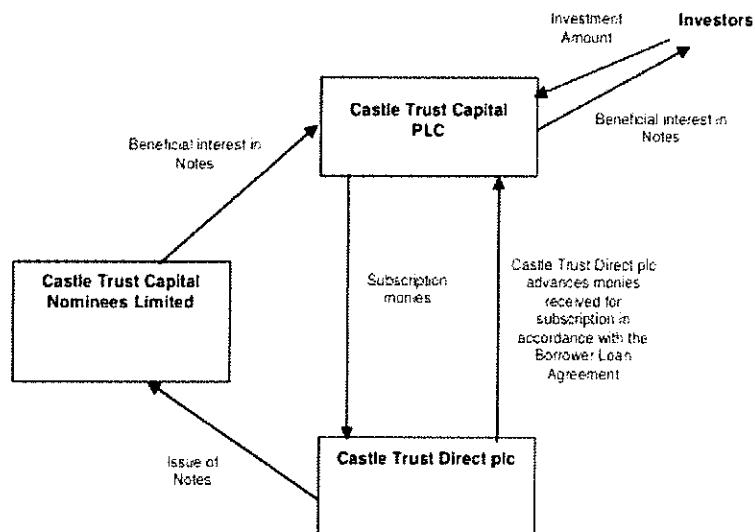 Investment
Amount
Investors
Castle Trust Capital
PLC
Beneficial interest in
Notes
Beneficial interest in
Notes
Castle Trust Capital
Nominees Limited
Subscription
monies
Castle Trust Direct plc
advances monies
received for
subscription in
accordance with the
Borrower Loan
Agreement
Issue of
Notes
Castle Trust Direct plc